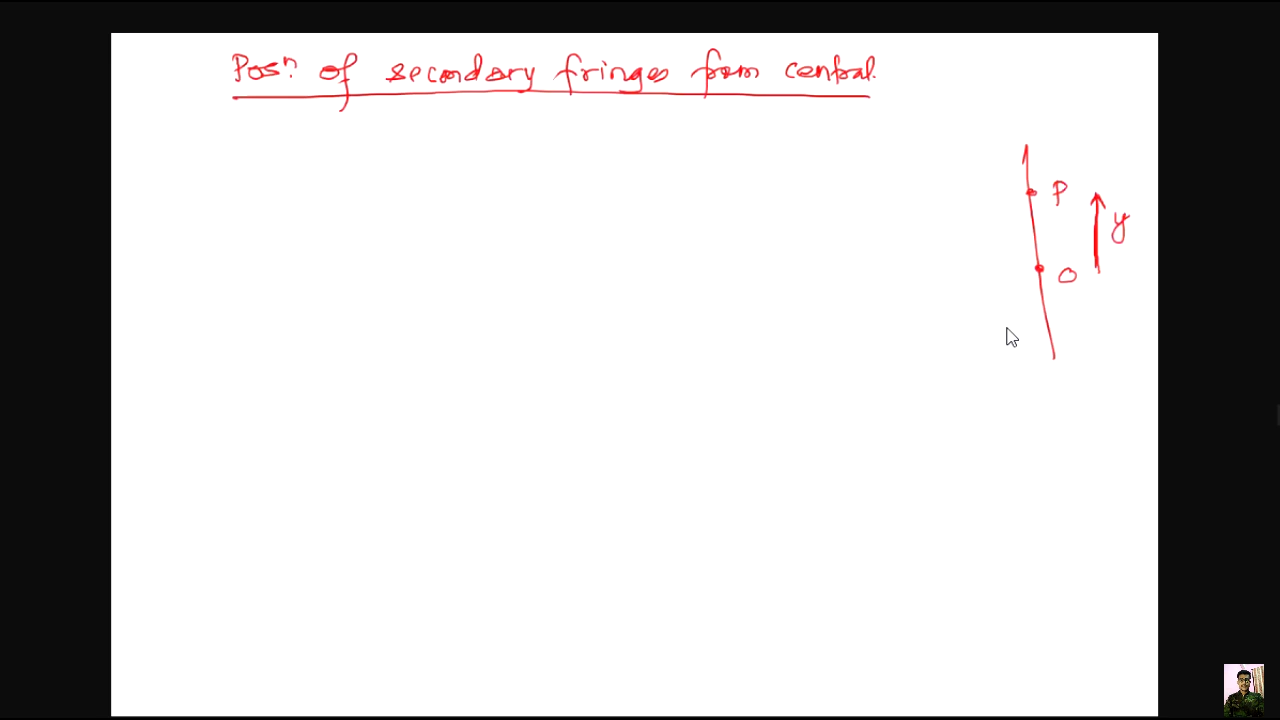 Posⁿ of secondary fringes from central.
P
y
O